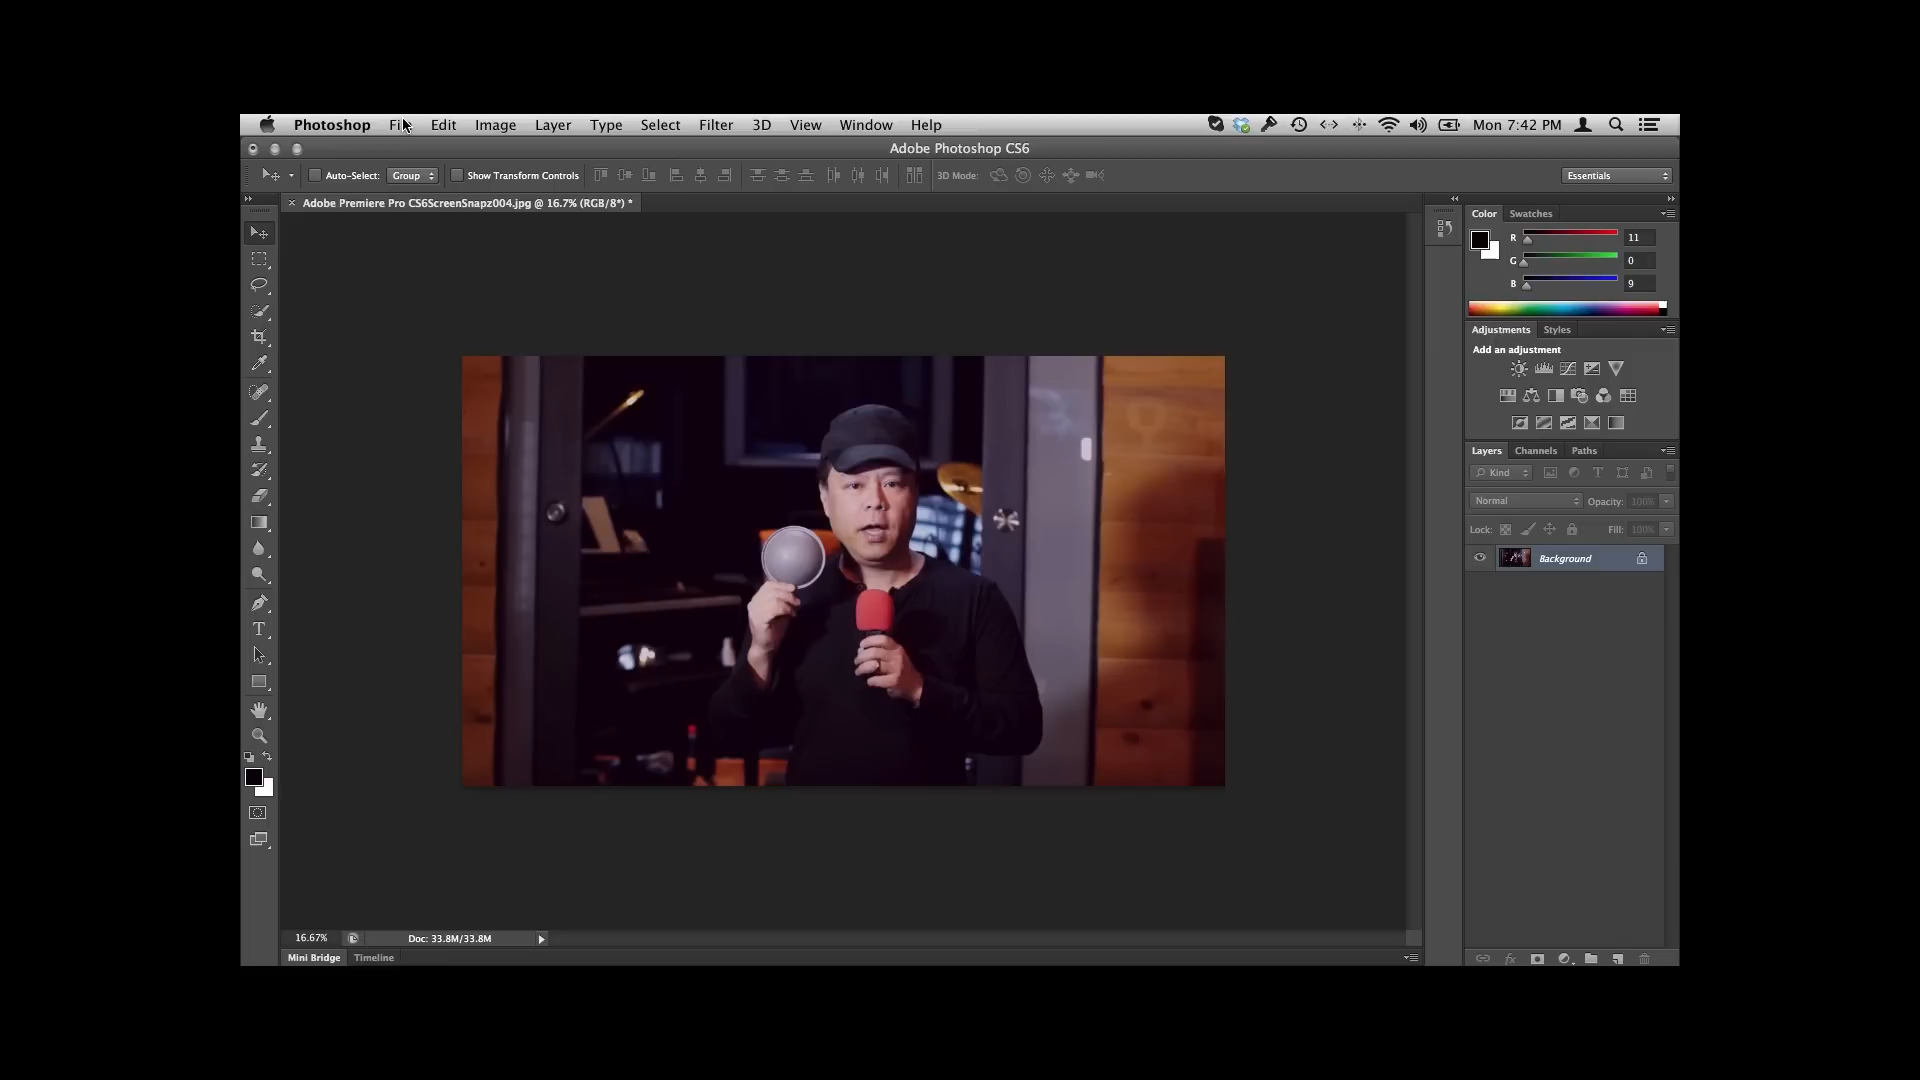 Photoshop File Edit Image Layer Type Select Filter 3D View Window Help Mon 7:42 PM
Adobe Photoshop CS6
Auto-Select: Group Show Transform Controls 3D Mode: Essentials
Adobe Premiere Pro CS6ScreenSnapz004.jpg @ 16.7% (RGB/8*) *
Color Swatches
R 11
G 0
B 9
Adjustments Styles
Add an adjustment
Layers Channels Paths
Kind
Normal Opacity: 100%
Lock: Fill: 100%
Background
T
16.67% Doc: 33.8M/33.8M
Mini Bridge Timeline
fx